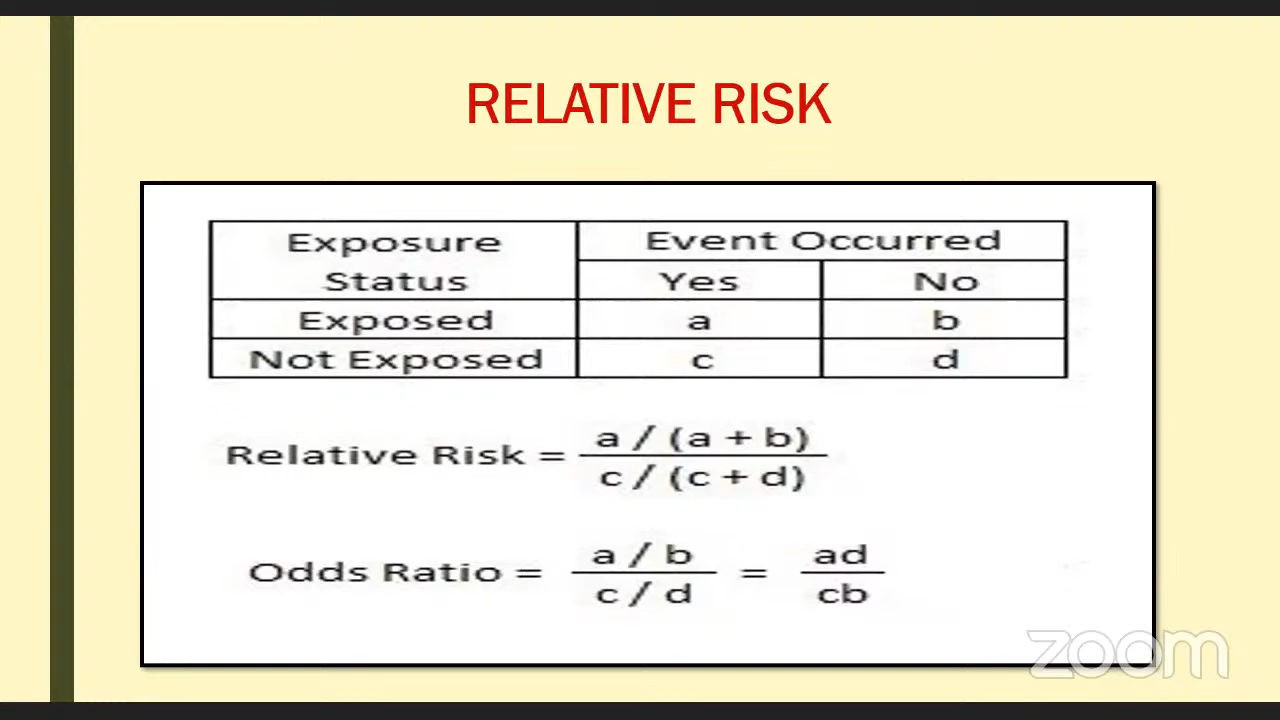 RELATIVE RISK
Exposure Status Event Occurred
Yes No
Exposed a b
Not Exposed c d
Relative Risk = a / (a + b)
c / (c + d)
Odds Ratio = a / b = ad
c / d cb
zoom